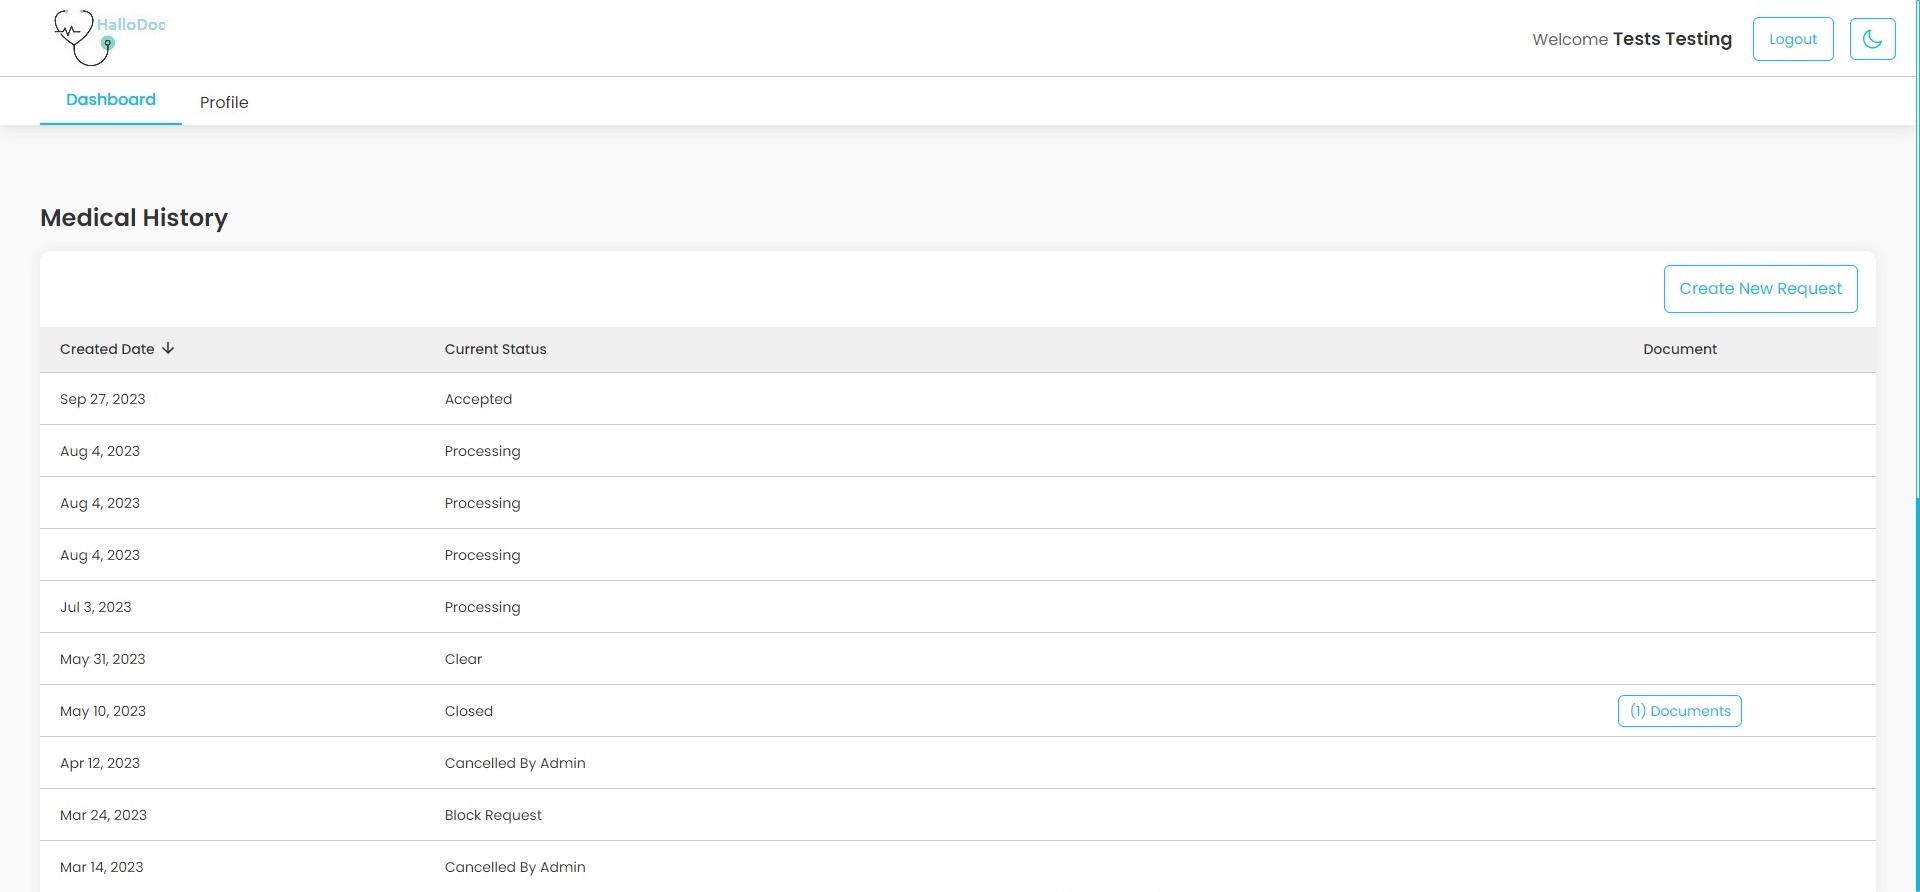 HalloDoc
Welcome Tests Testing
Logout
Dashboard
Profile
Medical History
Create New Request
Created Date Current Status Document
Sep 27, 2023 Accepted
Aug 4, 2023 Processing
Aug 4, 2023 Processing
Aug 4, 2023 Processing
Jul 3, 2023 Processing
May 31, 2023 Clear
May 10, 2023 Closed (1) Documents
Apr 12, 2023 Cancelled By Admin
Mar 24, 2023 Block Request
Mar 14, 2023 Cancelled By Admin